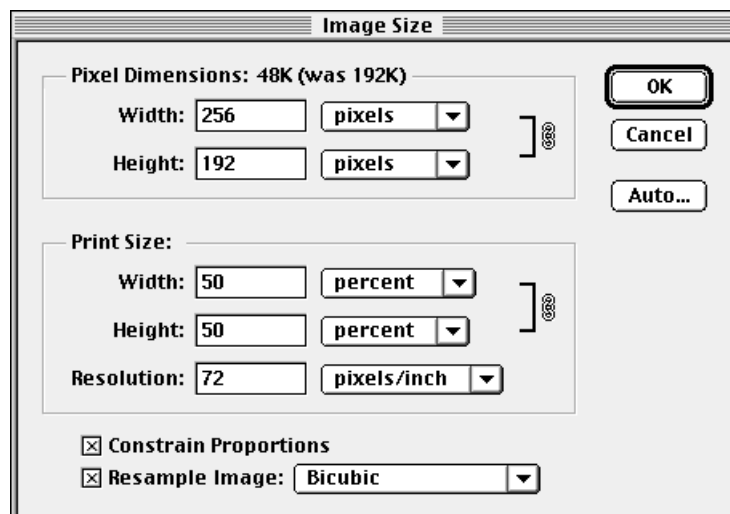 Image Size
Pixel Dimensions: 48K (was 192K)
Width: 256 pixels
Height: 192 pixels
OK
Cancel
Auto...
Print Size:
Width: 50 percent
Height: 50 percent
Resolution: 72 pixels/inch
Constrain Proportions
Resample Image: Bicubic